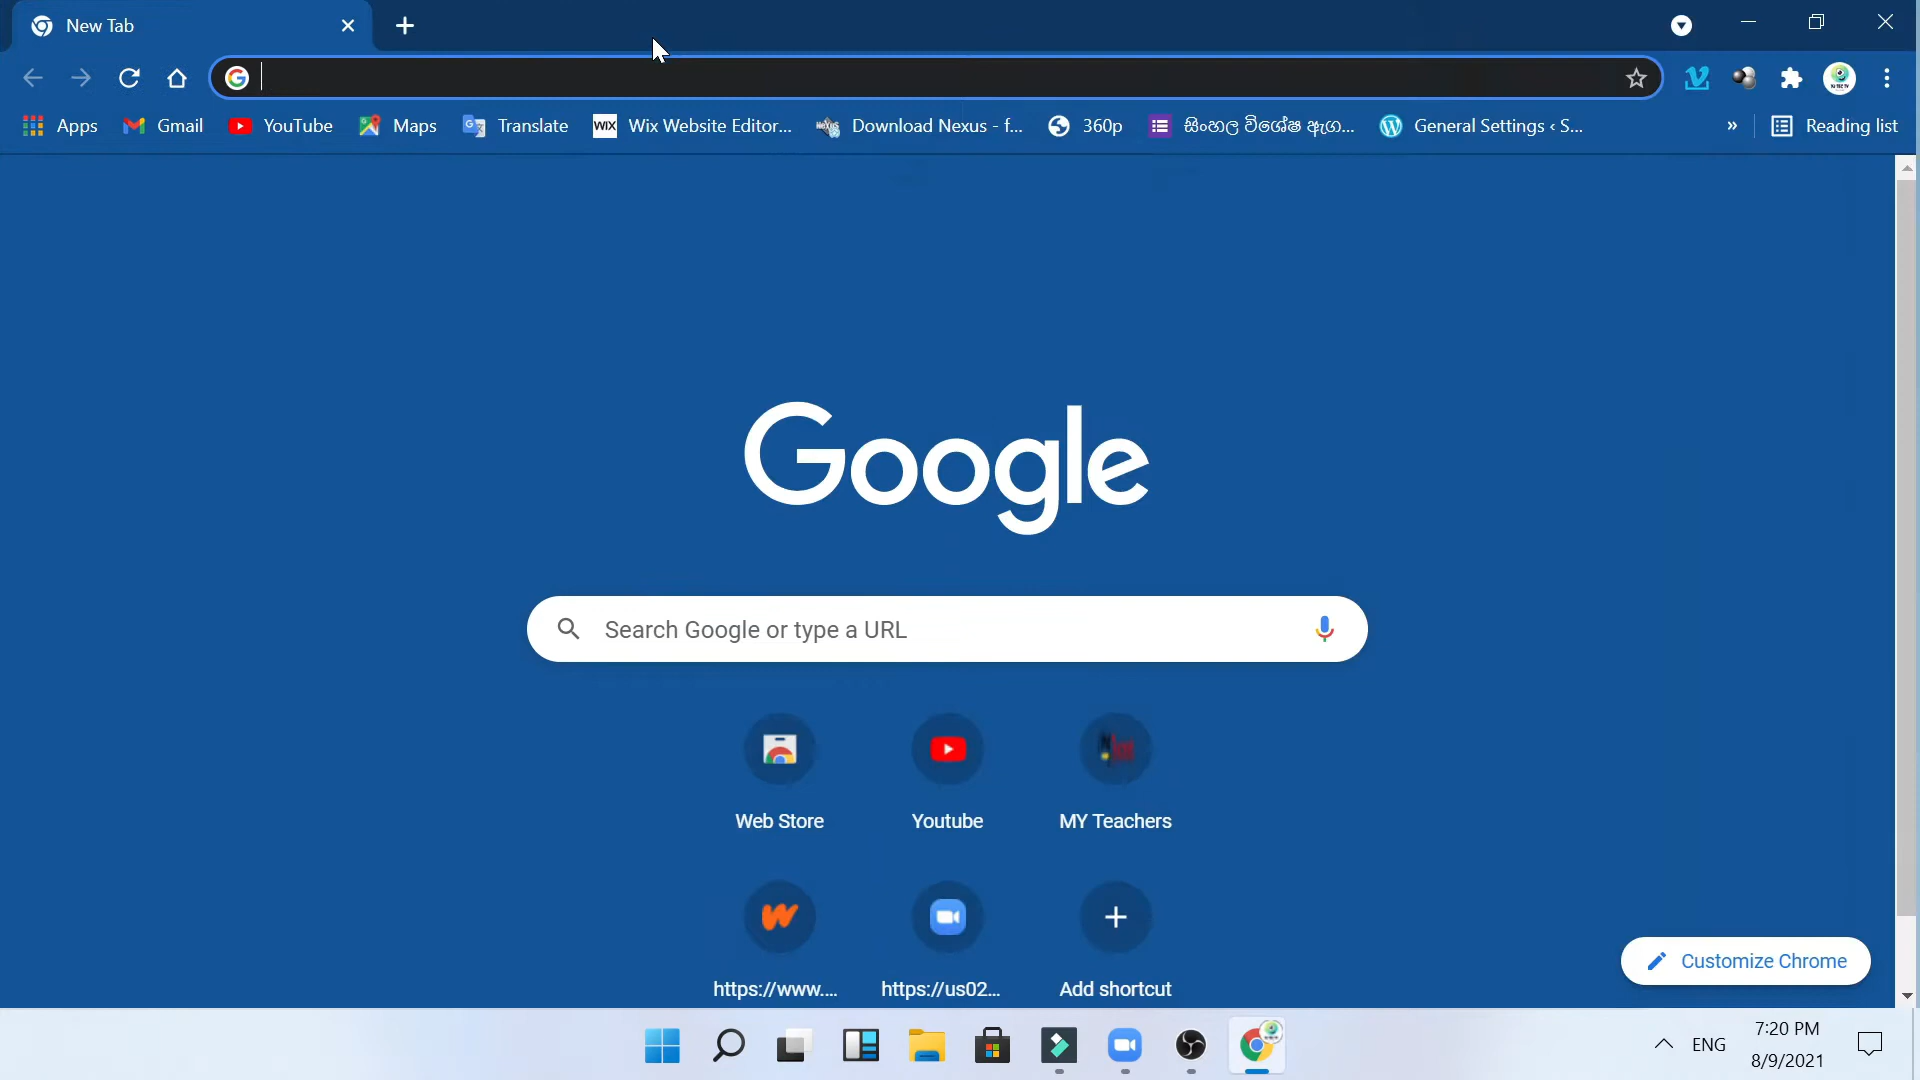 New Tab
Apps
Gmail
YouTube
Maps
Translate
WIX
Wix Website Editor...
Download Nexus - f...
360p
සිංහල විශේෂ ඇග...
General Settings ‹ S...
»
Reading list
Google
Search Google or type a URL
Web Store
Youtube
MY Teachers
https://www....
https://us02...
Add shortcut
Customize Chrome
ENG
7:20 PM
8/9/2021